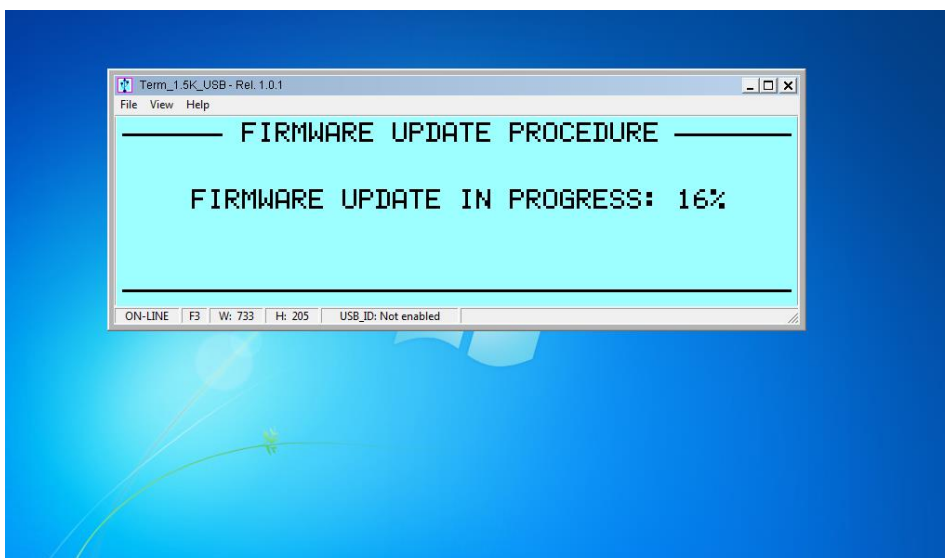 Term_1.5K_USB - Rel. 1.0.1
File View Help
FIRMWARE UPDATE PROCEDURE
FIRMWARE UPDATE IN PROGRESS: 16%
ON-LINE F3 W: 733 H: 205 USB_ID: Not enabled